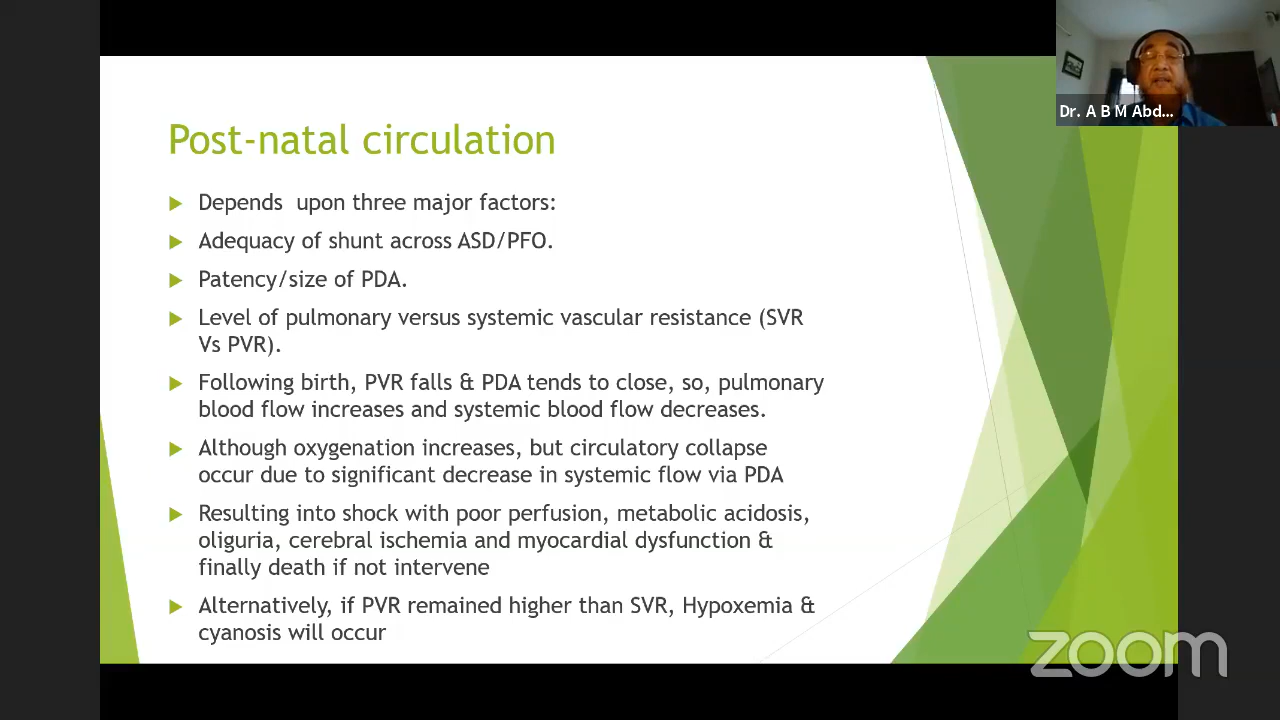 Dr. A B M Abd...
Post-natal circulation
Depends upon three major factors:
Adequacy of shunt across ASD/PFO.
Patency/size of PDA.
Level of pulmonary versus systemic vascular resistance (SVR
Vs PVR).
Following birth, PVR falls & PDA tends to close, so, pulmonary
blood flow increases and systemic blood flow decreases.
Although oxygenation increases, but circulatory collapse
occur due to significant decrease in systemic flow via PDA
Resulting into shock with poor perfusion, metabolic acidosis,
oliguria, cerebral ischemia and myocardial dysfunction &
finally death if not intervene
Alternatively, if PVR remained higher than SVR, Hypoxemia &
cyanosis will occur
zoom